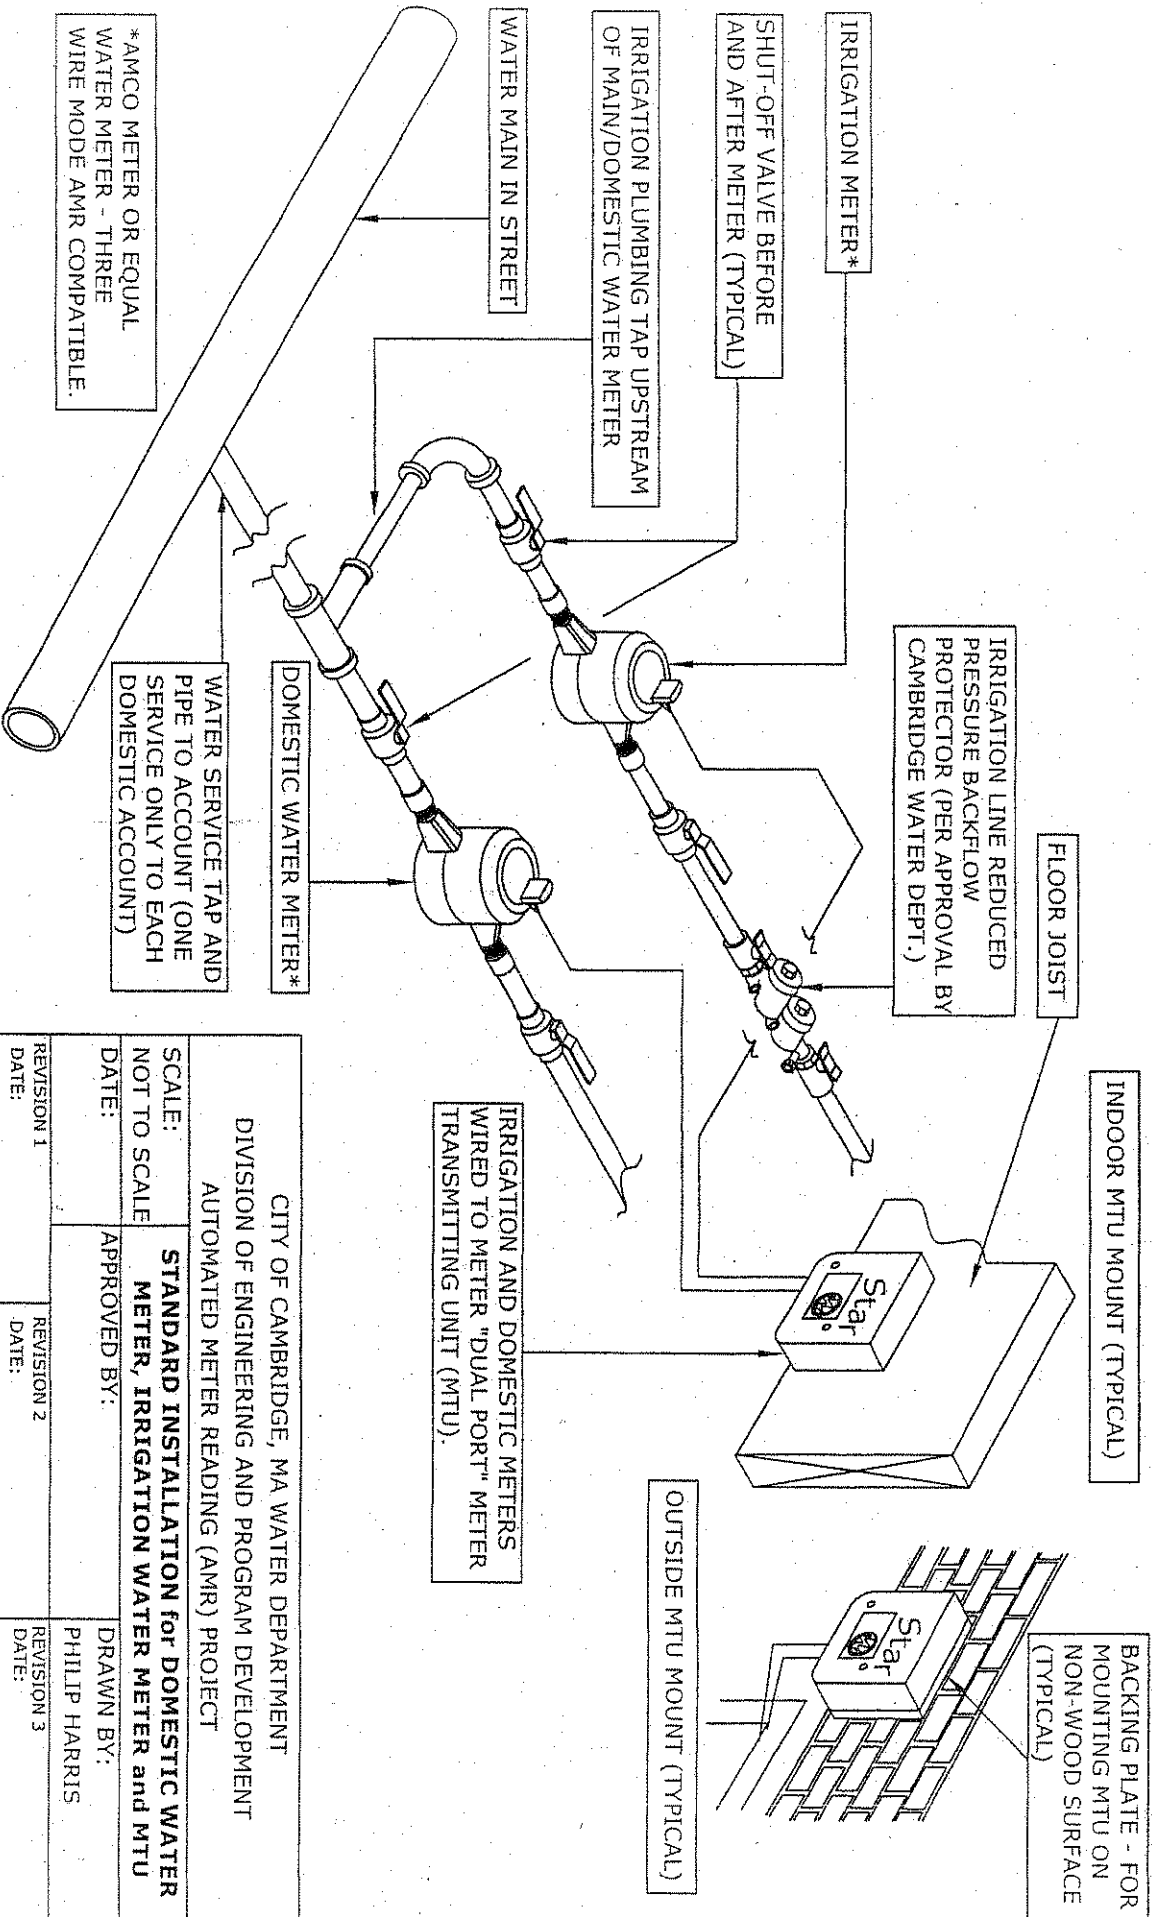 INDOOR MTU MOUNT (TYPICAL)
BACKING PLATE - FOR
MOUNTING MTU ON
NON-WOOD SURFACE
(TYPICAL)
FLOOR JOIST
IRRIGATION LINE REDUCED
PRESSURE BACKFLOW
PROTECTOR (PER APPROVAL BY
CAMBRIDGE WATER DEPT.)
IRRIGATION METER*
SHUT-OFF VALVE BEFORE
AND AFTER METER (TYPICAL)
IRRIGATION PLUMBING TAP UPSTREAM
OF MAIN/DOMESTIC WATER METER
WATER MAIN IN STREET
Star
Star
OUTSIDE MTU MOUNT (TYPICAL)
IRRIGATION AND DOMESTIC METERS
WIRED TO METER "DUAL PORT" METER
TRANSMITTING UNIT (MTU).
DOMESTIC WATER METER*
WATER SERVICE TAP AND
PIPE TO ACCOUNT (ONE
SERVICE ONLY TO EACH
DOMESTIC ACCOUNT)
*AMCO METER OR EQUAL
WATER METER - THREE
WIRE MODE AMR COMPATIBLE.
CITY OF CAMBRIDGE, MA WATER DEPARTMENT
DIVISION OF ENGINEERING AND PROGRAM DEVELOPMENT
AUTOMATED METER READING (AMR) PROJECT
SCALE:
NOT TO SCALE
STANDARD INSTALLATION for DOMESTIC WATER
METER, IRRIGATION WATER METER and MTU
DATE:
APPROVED BY:
DRAWN BY:
PHILIP HARRIS
REVISION 1
DATE:
REVISION 2
DATE:
REVISION 3
DATE: